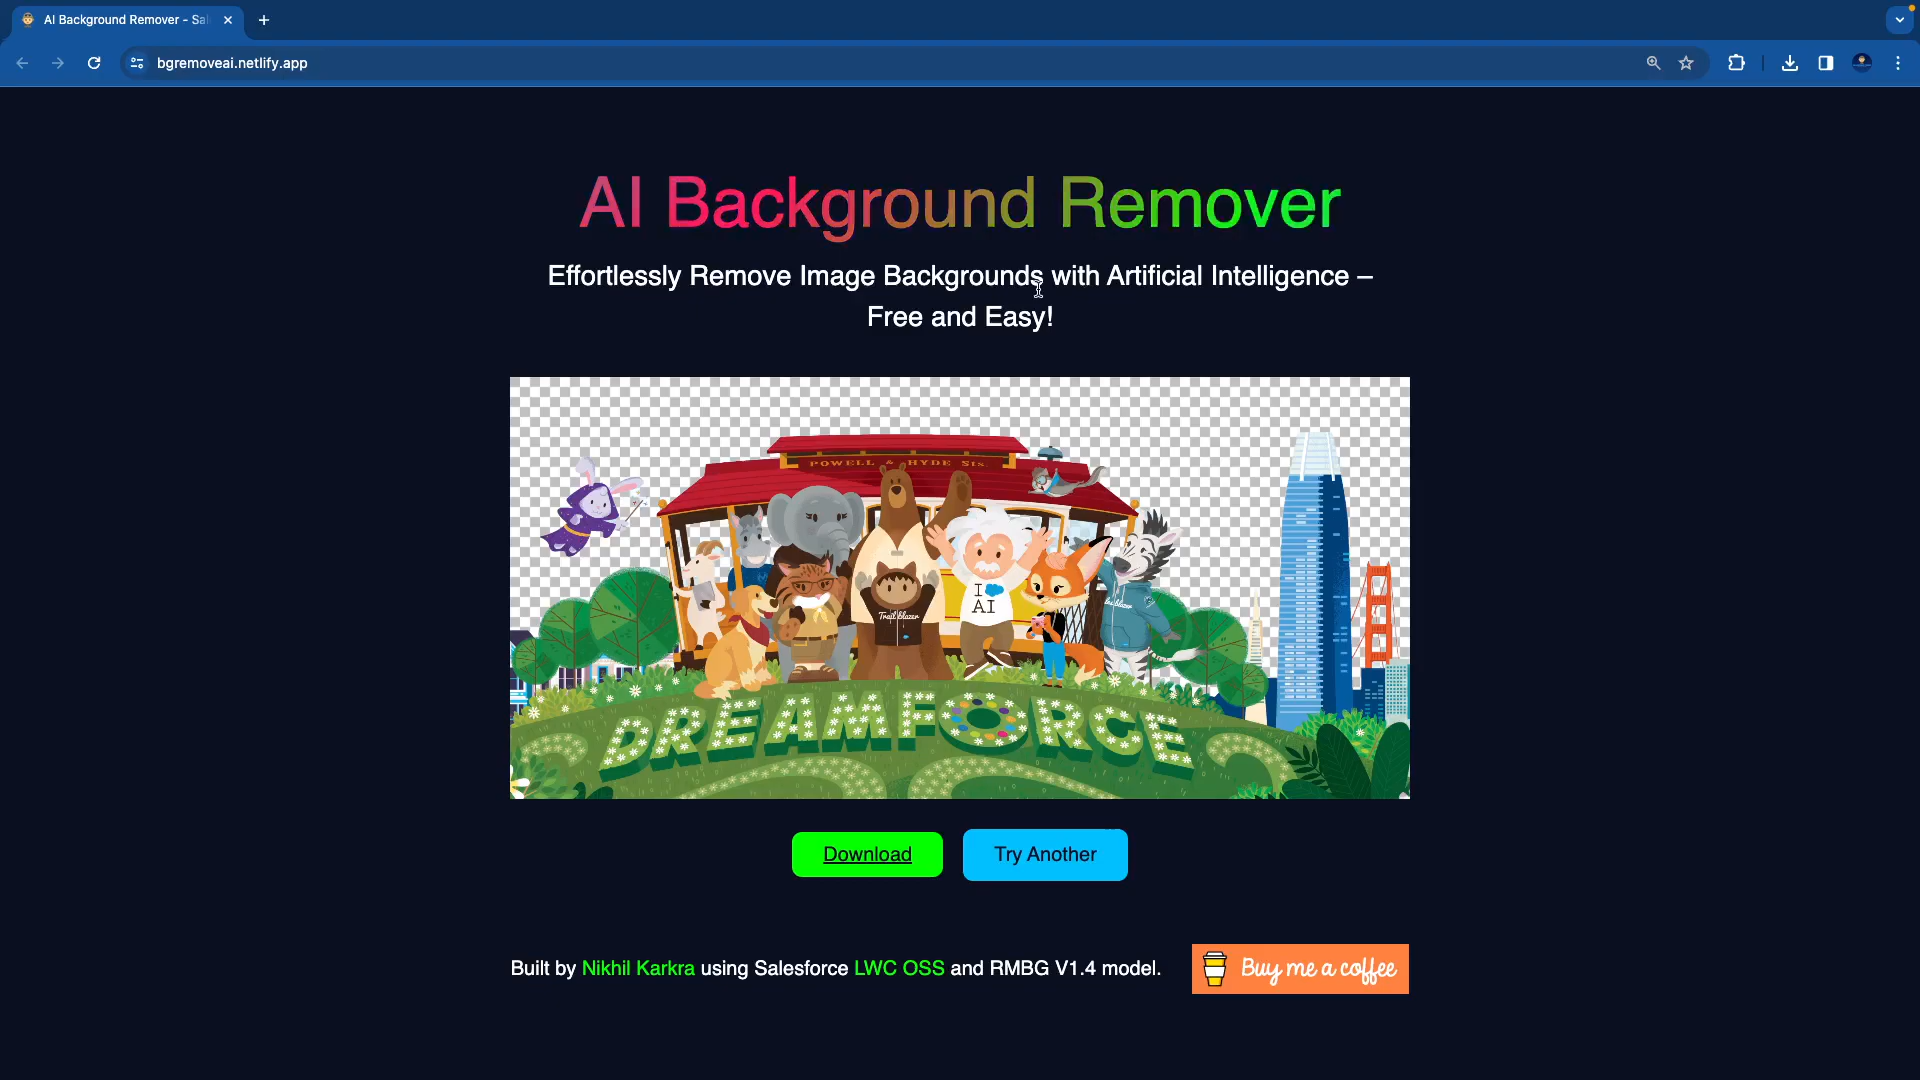 AI Background Remover - Sal
bgremoveai.netlify.app
AI Background Remover
Effortlessly Remove Image Backgrounds with Artificial Intelligence –
Free and Easy!
POWELL & HYDE Sts.
I
AI
Trailblazer
DREAMFORCE
Download
Try Another
Built by Nikhil Karkra using Salesforce LWC OSS and RMBG V1.4 model.
Buy me a coffee